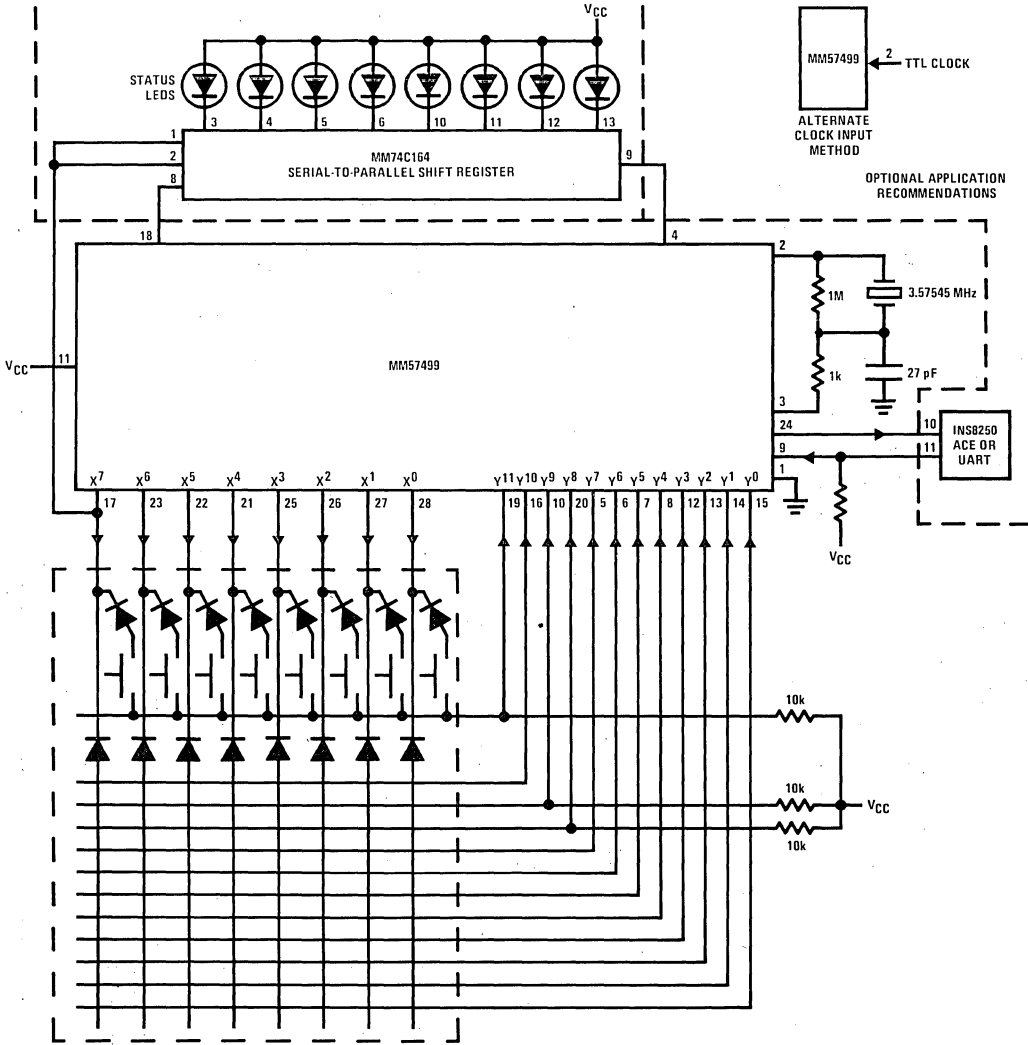 VCC
STATUS
LEDS
3 4 5 6 10 11 12 13
1
2
8
9
MM74C164
SERIAL-TO-PARALLEL SHIFT REGISTER
MM57499
2
TTL CLOCK
ALTERNATE
CLOCK INPUT
METHOD
OPTIONAL APPLICATION
RECOMMENDATIONS
18
4
2
1M
3.57545 MHz
VCC
11
MM57499
1k
27 pF
3
24
9
1
10
11
INS8250
ACE OR
UART
VCC
X7 X6 X5 X4 X3 X2 X1 X0
17 23 22 21 25 26 27 28
Y11 Y10 Y9 Y8 Y7 Y6 Y5 Y4 Y3 Y2 Y1 Y0
19 16 10 20 5 6 7 8 12 13 14 15
10k
10k
VCC
10k